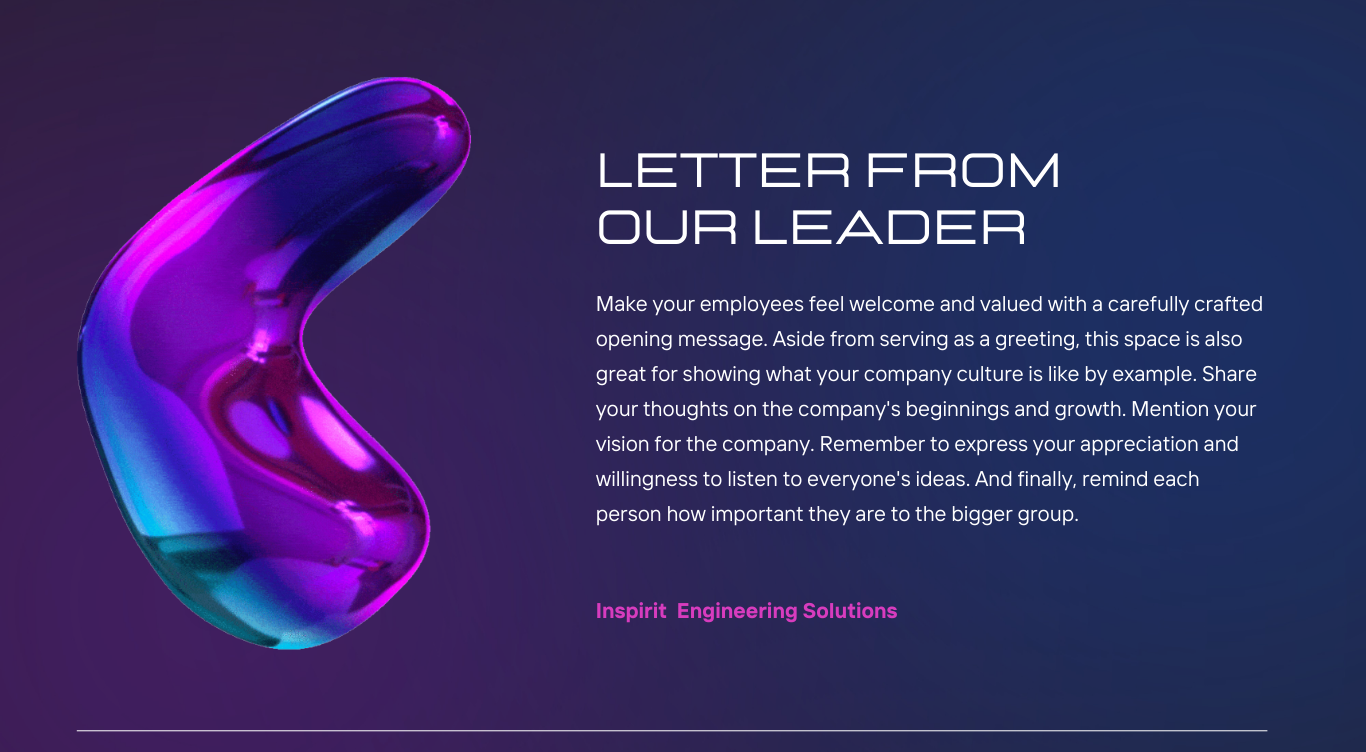 LETTER FROM
OUR LEADER
Make your employees feel welcome and valued with a carefully crafted
opening message. Aside from serving as a greeting, this space is also
great for showing what your company culture is like by example. Share
your thoughts on the company's beginnings and growth. Mention your
vision for the company. Remember to express your appreciation and
willingness to listen to everyone's ideas. And finally, remind each
person how important they are to the bigger group.
Inspirit  Engineering Solutions